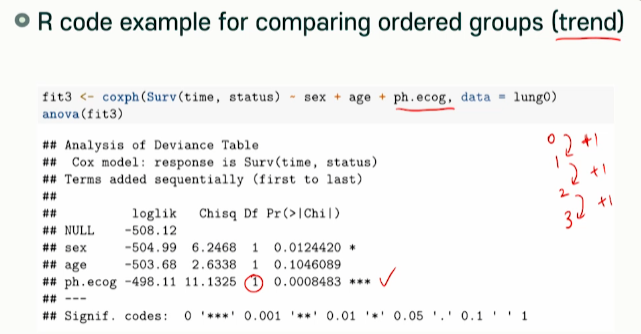 R code example for comparing ordered groups (trend)
fit3 <- coxph(Surv(time, status) ~ sex + age + ph.ecog, data = lung0)
anova(fit3)
## Analysis of Deviance Table
##  Cox model: response is Surv(time, status)
## Terms added sequentially (first to last)
##
##          loglik   Chisq Df Pr(>|Chi|)
## NULL    -508.12
## sex     -504.99  6.2468  1  0.0124420 *
## age     -503.68  2.6338  1  0.1046089
## ph.ecog -498.11 11.1325  1  0.0008483 ***
## ---
## Signif. codes:  0 '***' 0.001 '**' 0.01 '*' 0.05 '.' 0.1 ' ' 1
0 +1
1
+1
2
+1
3